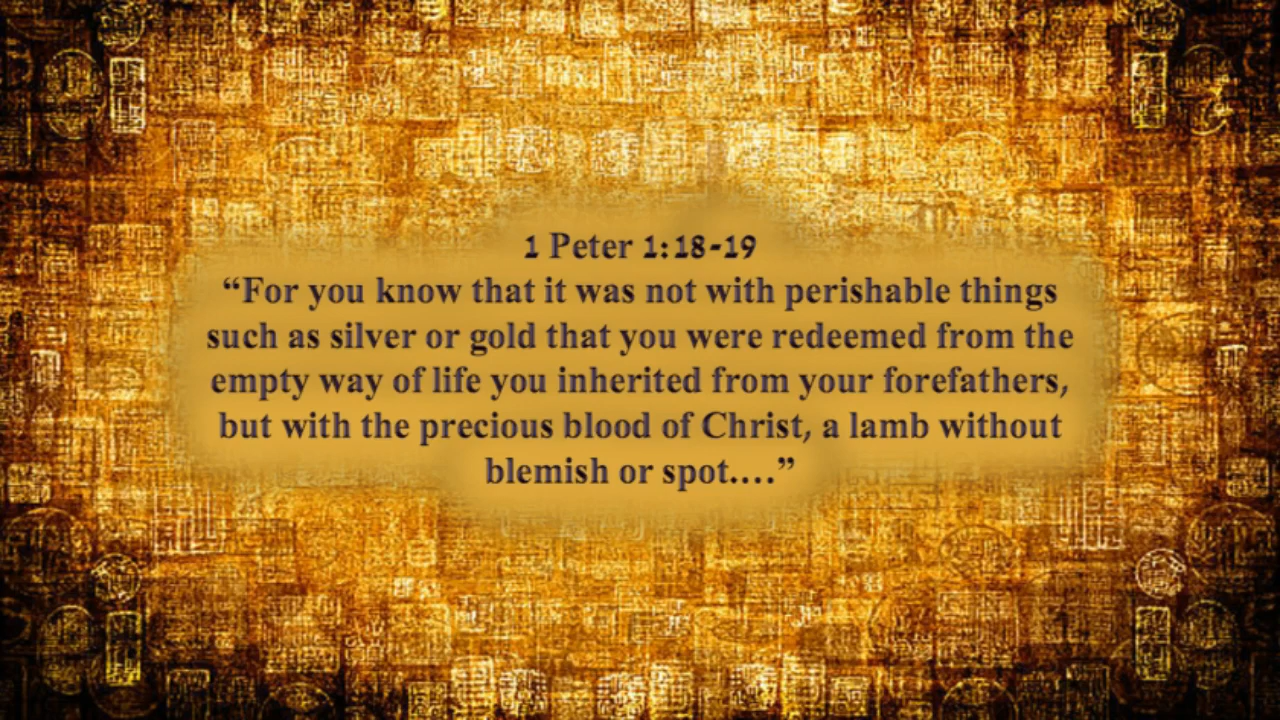 1 Peter 1:18-19
“For you know that it was not with perishable things
such as silver or gold that you were redeemed from the
empty way of life you inherited from your forefathers,
but with the precious blood of Christ, a lamb without
blemish or spot….”